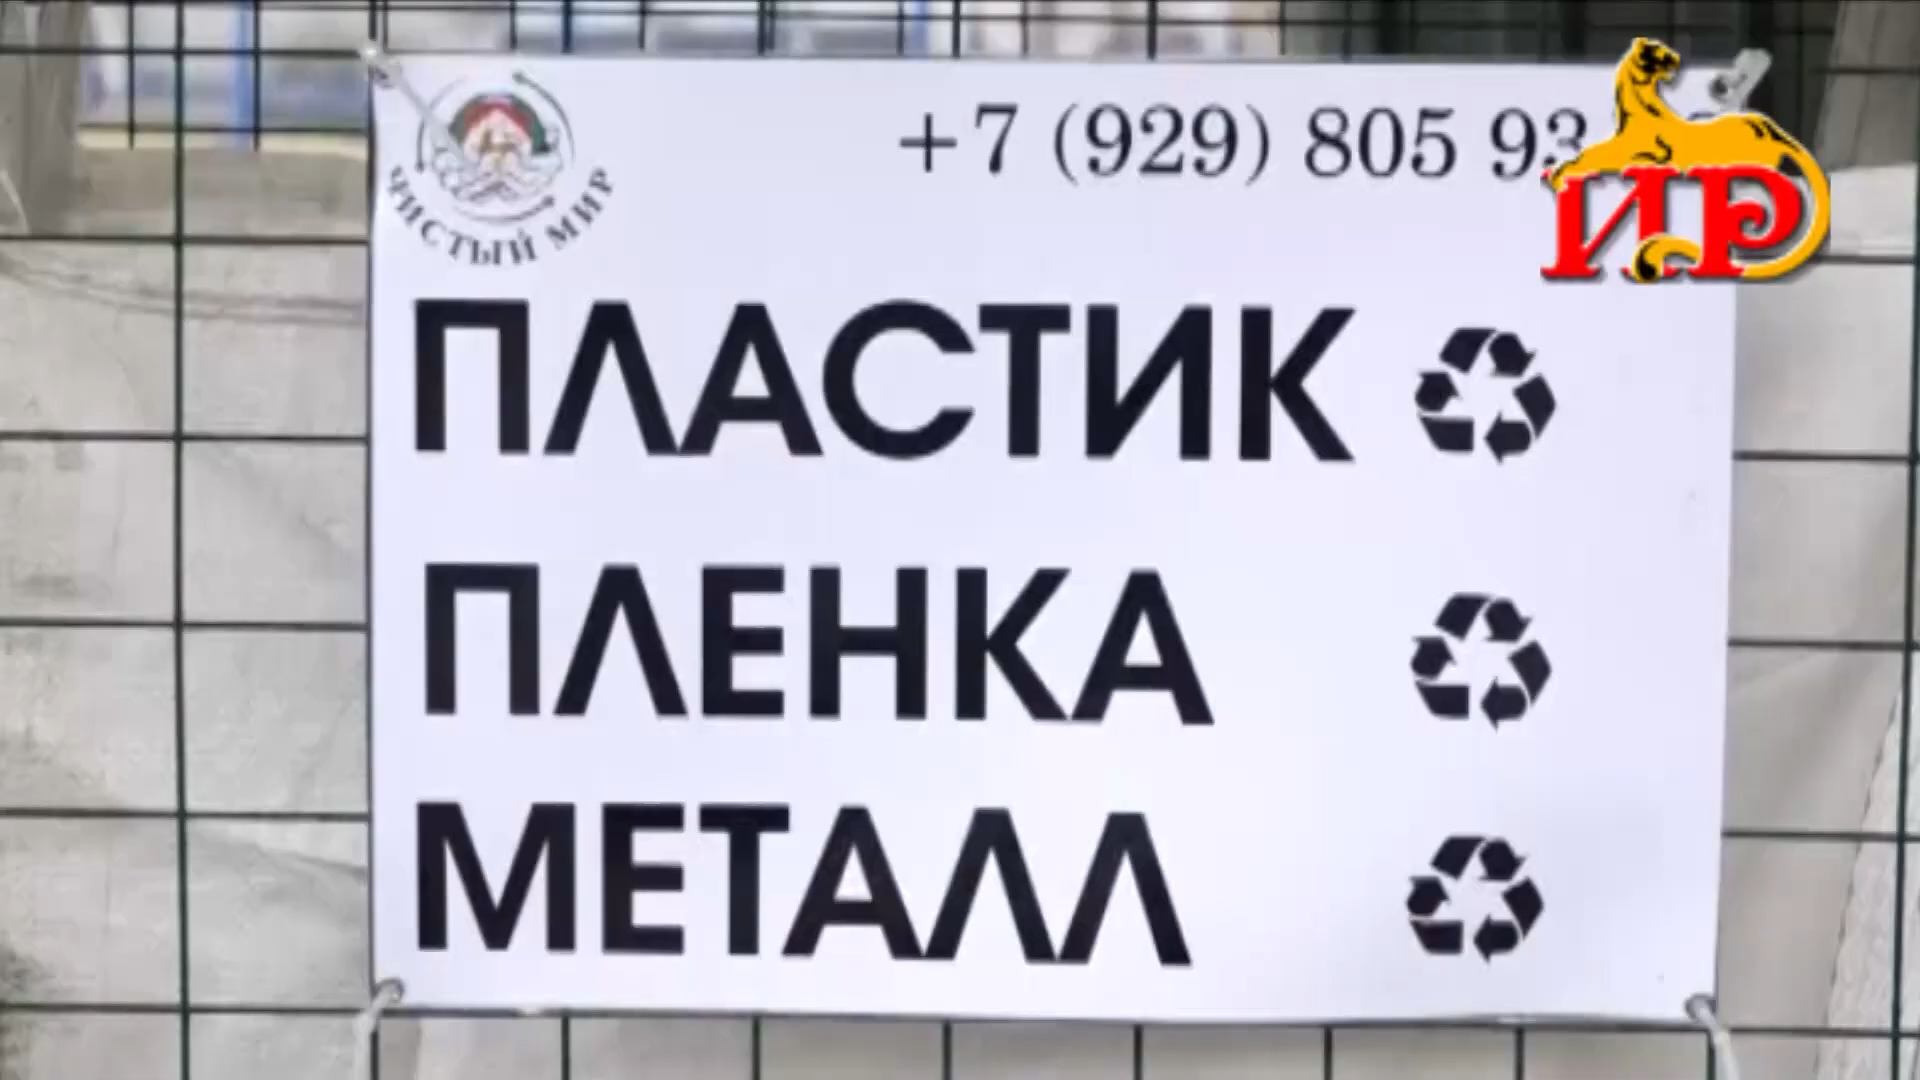 +7 (929) 805 93
ИР
ЧИСТЫЙ МИР
ПЛАСТИК
ПЛЕНКА
МЕТАЛЛ